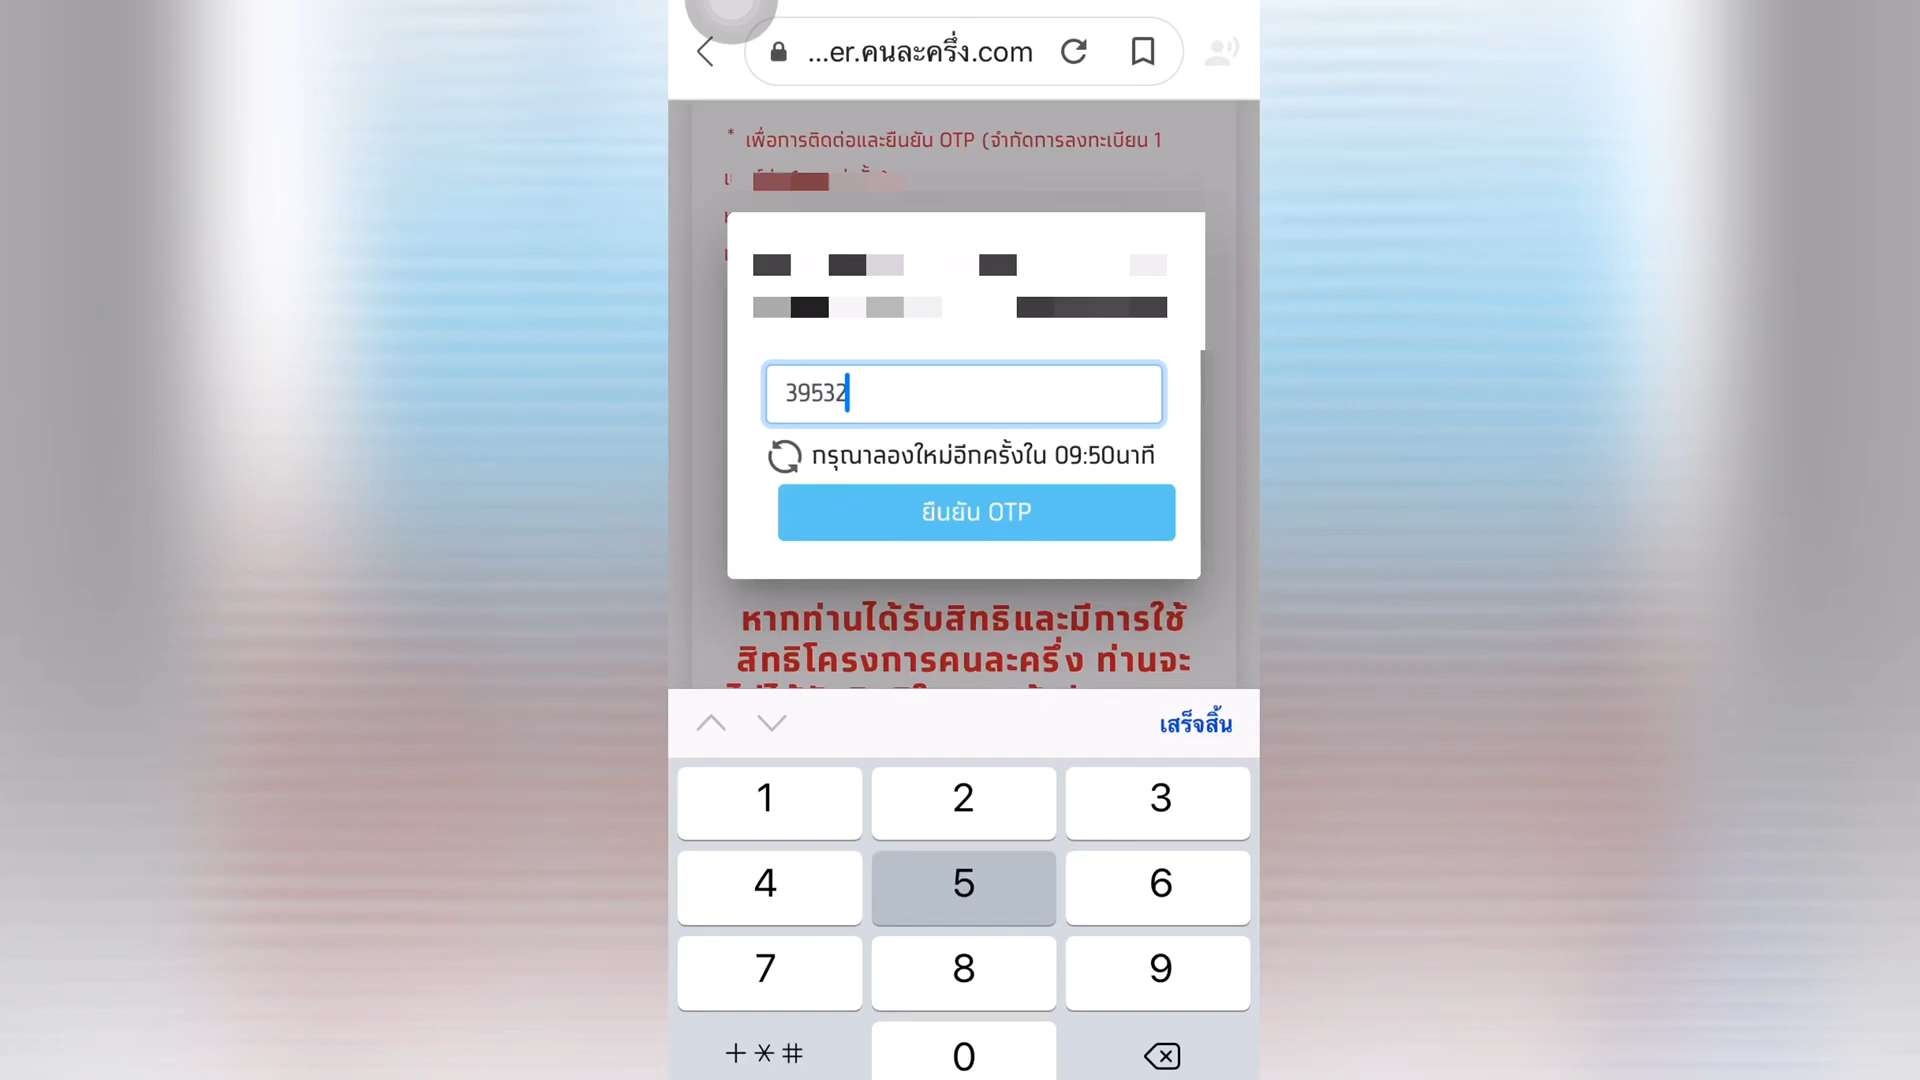 ...er.คนละครึ่ง.com
* เพื่อการติดต่อและยืนยัน OTP (จำกัดการลงทะเบียน 1
39532
กรุณาลองใหม่อีกครั้งใน 09:50นาที
ยืนยัน OTP
หากท่านได้รับสิทธิและมีการใช้
สิทธิโครงการคนละครึ่ง ท่านจะ
เสร็จสิ้น
1 2 3
4 5 6
7 8 9
+*# 0